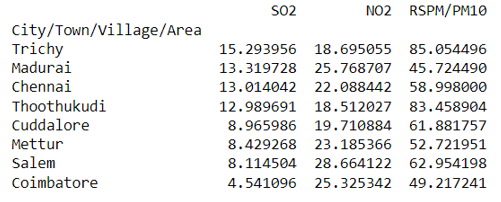 SO2 NO2 RSPM/PM10
City/Town/Village/Area
Trichy 15.293956 18.695055 85.054496
Madurai 13.319728 25.768707 45.724490
Chennai 13.014042 22.088442 58.998000
Thoothukudi 12.989691 18.512027 83.458904
Cuddalore 8.965986 19.710884 61.881757
Mettur 8.429268 23.185366 52.721951
Salem 8.114504 28.664122 62.954198
Coimbatore 4.541096 25.325342 49.217241